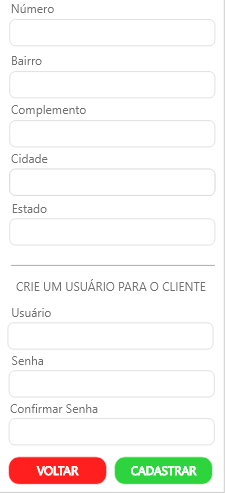 Número
Bairro
Complemento
Cidade
Estado
CRIE UM USUÁRIO PARA O CLIENTE
Usuário
Senha
Confirmar Senha
VOLTAR CADASTRAR